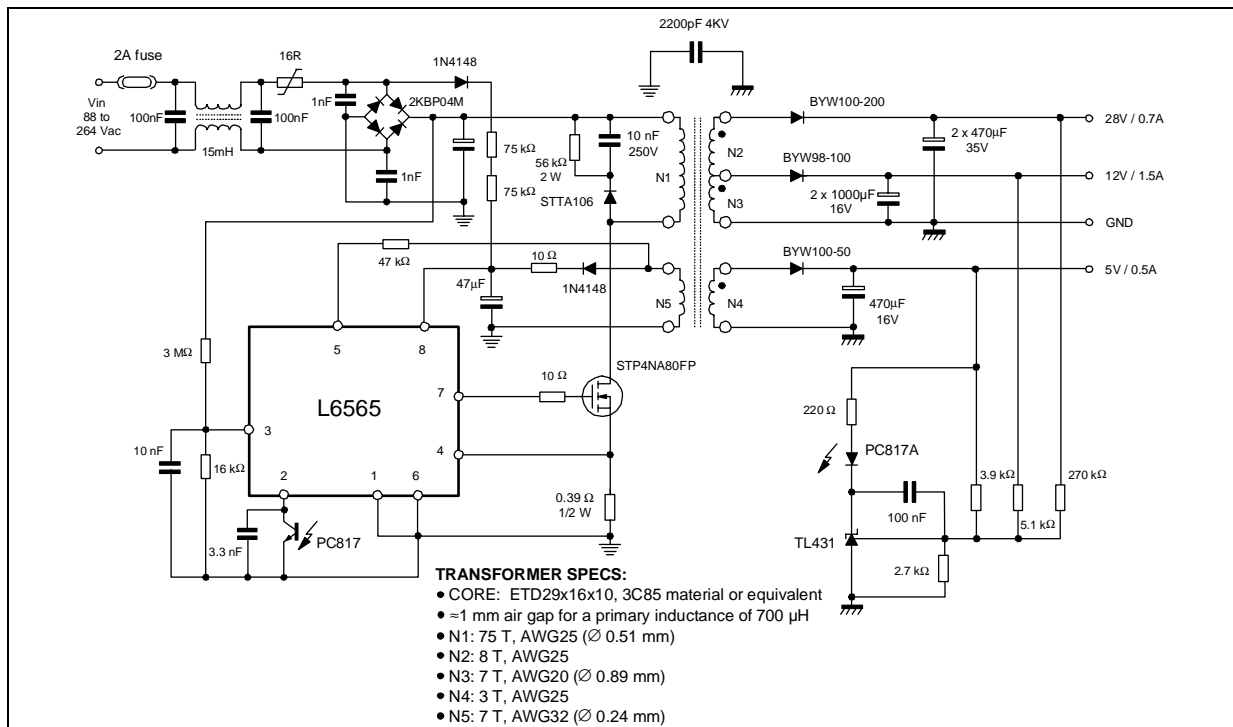 2200pF 4KV
2A fuse
16R
1N4148
Vin
88 to
264 Vac
100nF
15mH
100nF
1nF
2KBP04M
1nF
75 kΩ
75 kΩ
56 kΩ
2 W
10 nF
250V
STTA106
N1
N2
N3
BYW100-200
2 x 470µF
35V
28V / 0.7A
BYW98-100
2 x 1000µF
16V
12V / 1.5A
GND
47 kΩ
10 Ω
1N4148
47µF
N5
N4
BYW100-50
470µF
16V
5V / 0.5A
3 MΩ
5
8
L6565
7
10 Ω
STP4NA80FP
4
3
10 nF
16 kΩ
2
1
6
0.39 Ω
1/2 W
3.3 nF
PC817
220 Ω
PC817A
100 nF
3.9 kΩ
5.1 kΩ
270 kΩ
TL431
2.7 kΩ
TRANSFORMER SPECS:
● CORE: ETD29x16x10, 3C85 material or equivalent
● ≈1 mm air gap for a primary inductance of 700 µH
● N1: 75 T, AWG25 (∅ 0.51 mm)
● N2: 8 T, AWG25
● N3: 7 T, AWG20 (∅ 0.89 mm)
● N4: 3 T, AWG25
● N5: 7 T, AWG32 (∅ 0.24 mm)